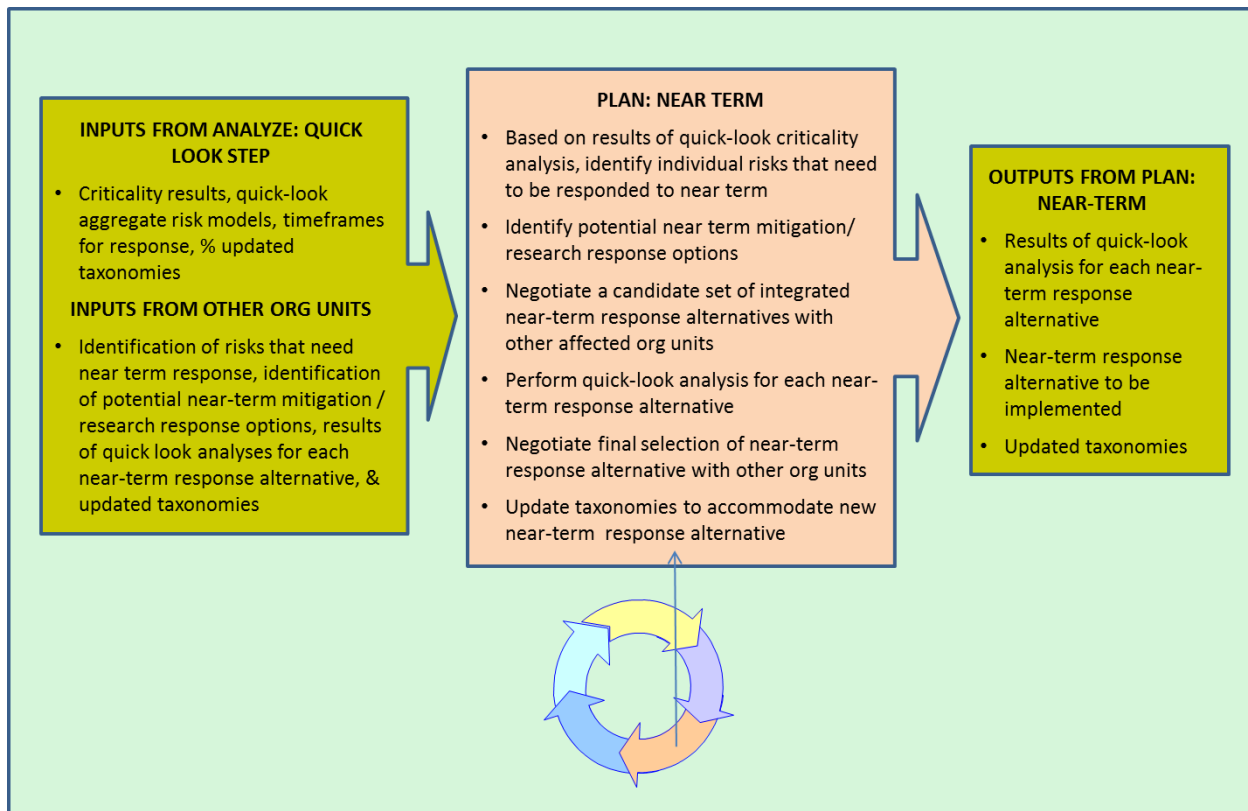 INPUTS FROM ANALYZE: QUICK
LOOK STEP
• Criticality results, quick-look
aggregate risk models, timeframes
for response, % updated
taxonomies
INPUTS FROM OTHER ORG UNITS
• Identification of risks that need
near term response, identification
of potential near-term mitigation /
research response options, results
of quick look analyses for each
near-term response alternative, &
updated taxonomies
PLAN: NEAR TERM
• Based on results of quick-look criticality
analysis, identify individual risks that need
to be responded to near term
• Identify potential near term mitigation/
research response options
• Negotiate a candidate set of integrated
near-term response alternatives with
other affected org units
• Perform quick-look analysis for each near-
term response alternative
• Negotiate final selection of near-term
response alternative with other org units
• Update taxonomies to accommodate new
near-term response alternative
OUTPUTS FROM PLAN:
NEAR-TERM
• Results of quick-look
analysis for each near-
term response
alternative
• Near-term response
alternative to be
implemented
• Updated taxonomies